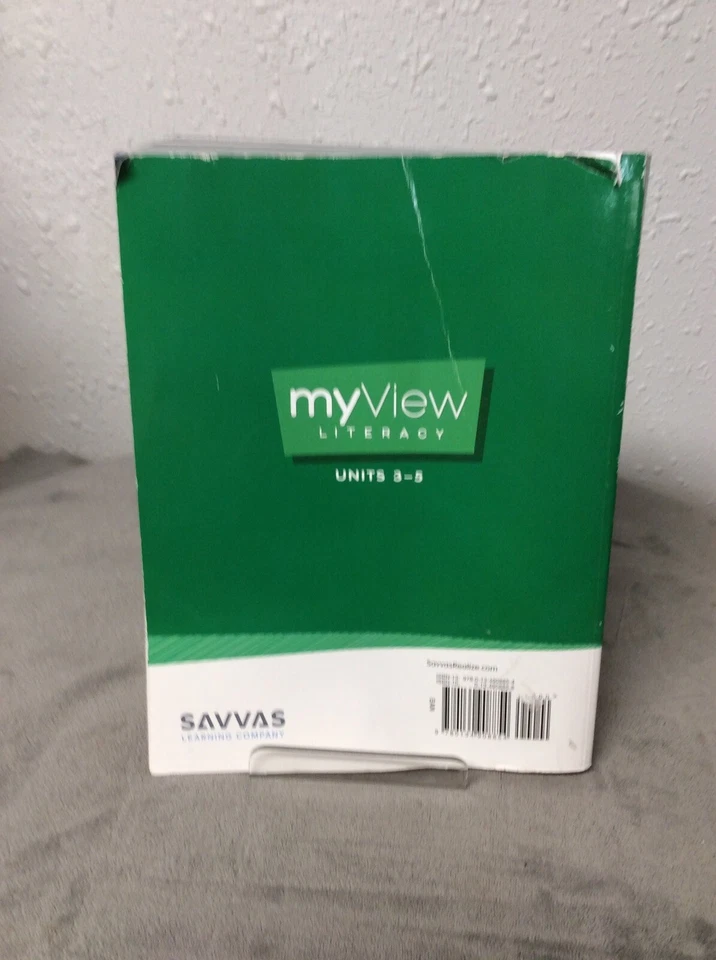 myView
LITERACY
UNITS 3–5
SavvasRealize.com
SAVVAS
LEARNING COMPANY